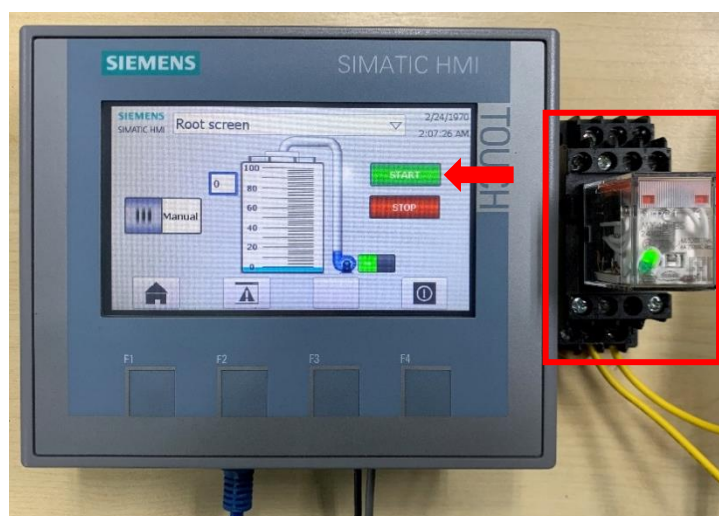 SIEMENS
SIMATIC HMI
TOUCH
SIEMENS
SIMATIC HMI
Root screen
2/24/1970
2:07:26 AM
100
80
60
40
20
0
0
Manual
START
STOP
F1
F2
F3
F4